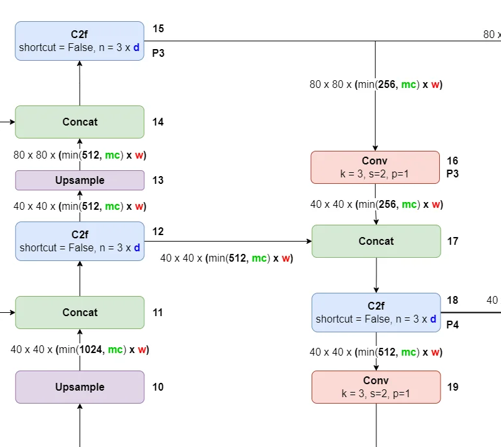 C2f
shortcut = False, n = 3 x d
15
P3
80 x
80 x 80 x (min(256, mc) x w)
Concat
14
80 x 80 x (min(512, mc) x w)
Conv
k = 3, s=2, p=1
16
P3
Upsample
13
40 x 40 x (min(512, mc) x w)
40 x 40 x (min(256, mc) x w)
C2f
shortcut = False, n = 3 x d
12
40 x 40 x (min(512, mc) x w)
Concat
17
Concat
11
C2f
shortcut = False, n = 3 x d
18
P4
40
40 x 40 x (min(1024, mc) x w)
40 x 40 x (min(512, mc) x w)
Upsample
10
Conv
k = 3, s=2, p=1
19